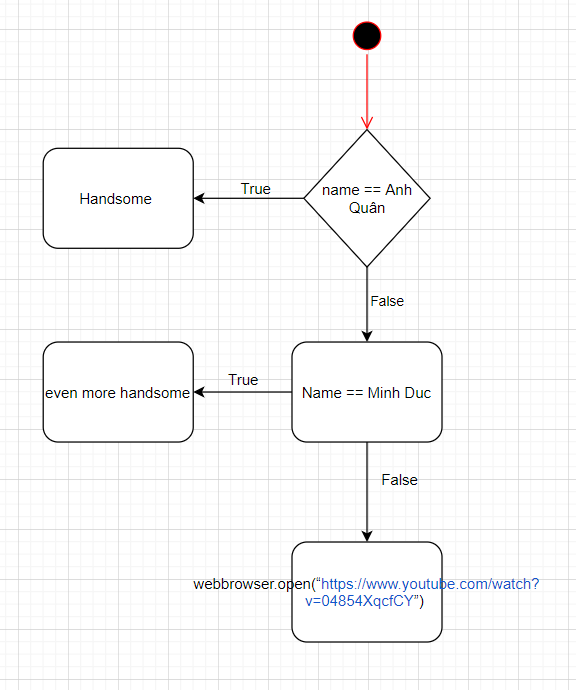 name == Anh
Quân
True
Handsome
False
Name == Minh Duc
True
even more handsome
False
webbrowser.open(“https://www.youtube.com/watch?
v=04854XqcfCY”)